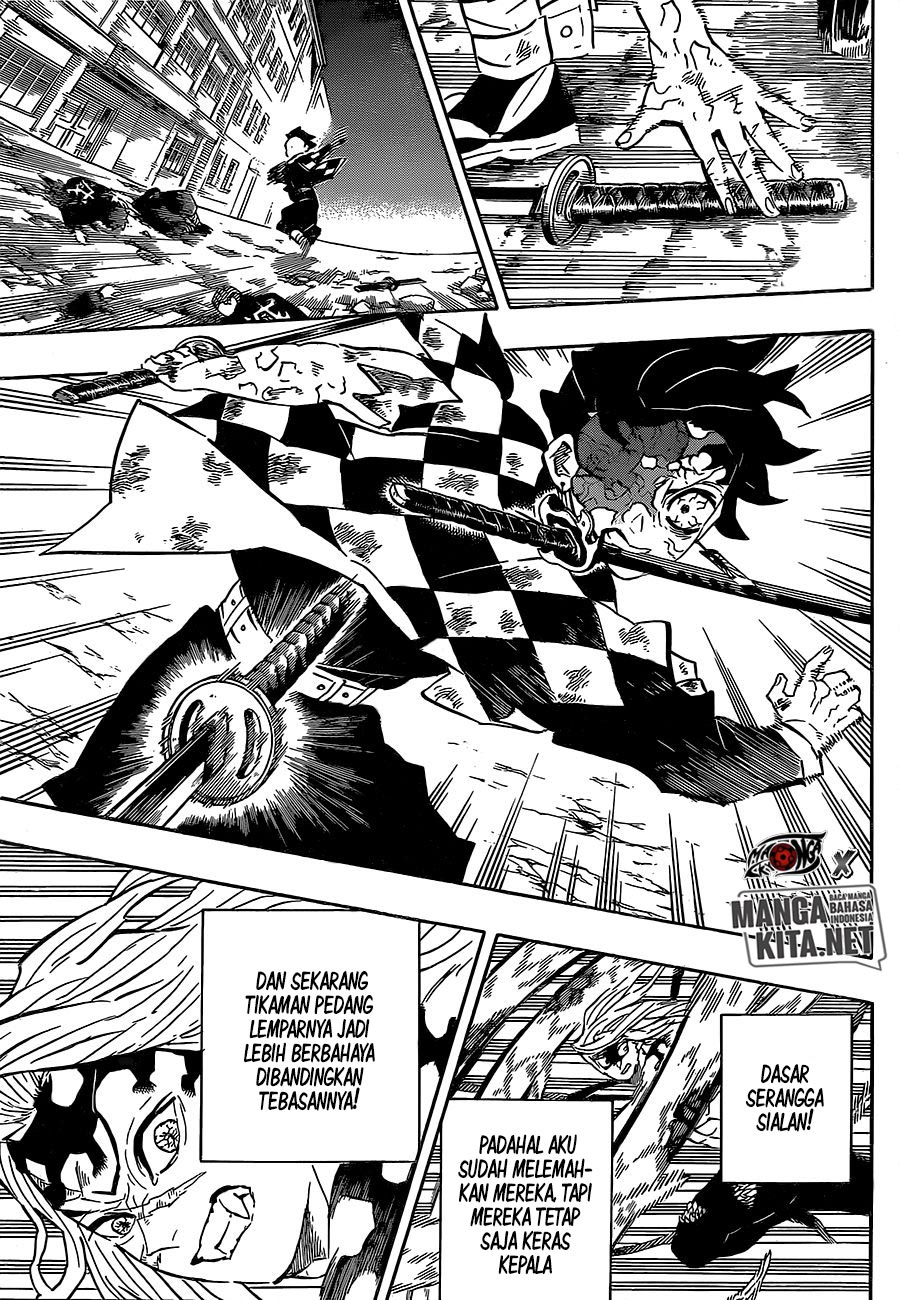 DASAR
SERANGGA
SIALAN!
PADAHAL AKU
SUDAH MELEMAH-
KAN MEREKA, TAPI
MEREKA TETAP
SAJA KERAS
KEPALA
DAN SEKARANG
TIKAMAN PEDANG
LEMPARNYA JADI
LEBIH BERBAHAYA
DIBANDINGKAN
TEBASANNYA!
X
MANGA
KITA.NET
BACA MANGA
BAHASA
INDONESIA